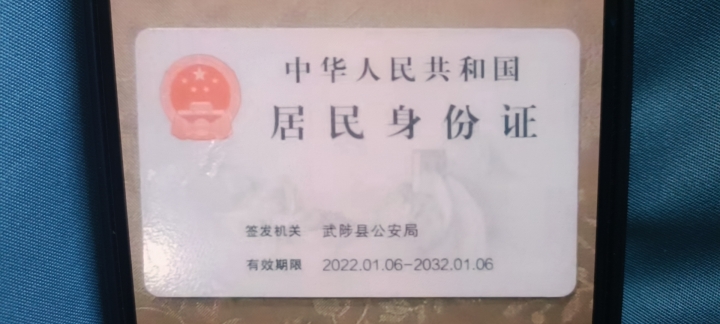 中华人民共和国
居民身份证
签发机关 武陟县公安局
有效期限 2022.01.06-2032.01.06